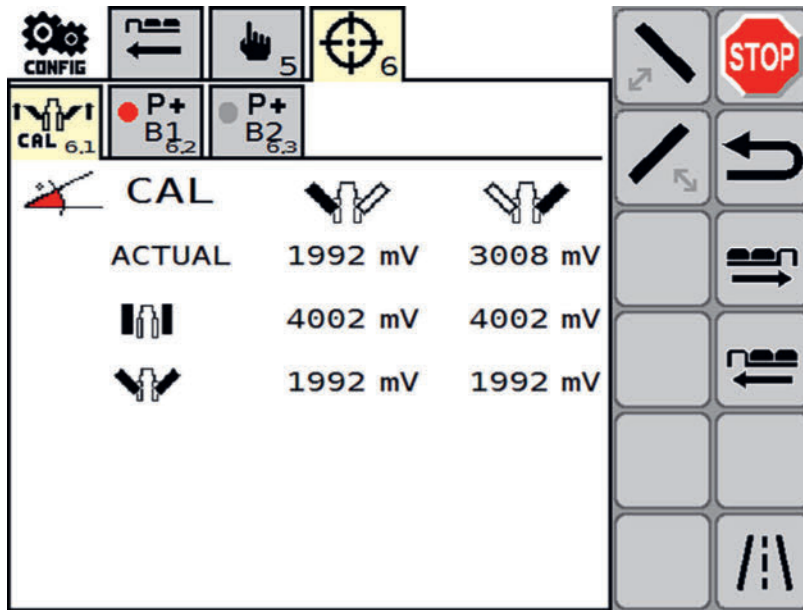 CONFIG
5
6
STOP
CAL 6.1
P+
B1 6.2
P+
B2 6.3
CAL
ACTUAL 1992 mV 3008 mV
4002 mV 4002 mV
1992 mV 1992 mV